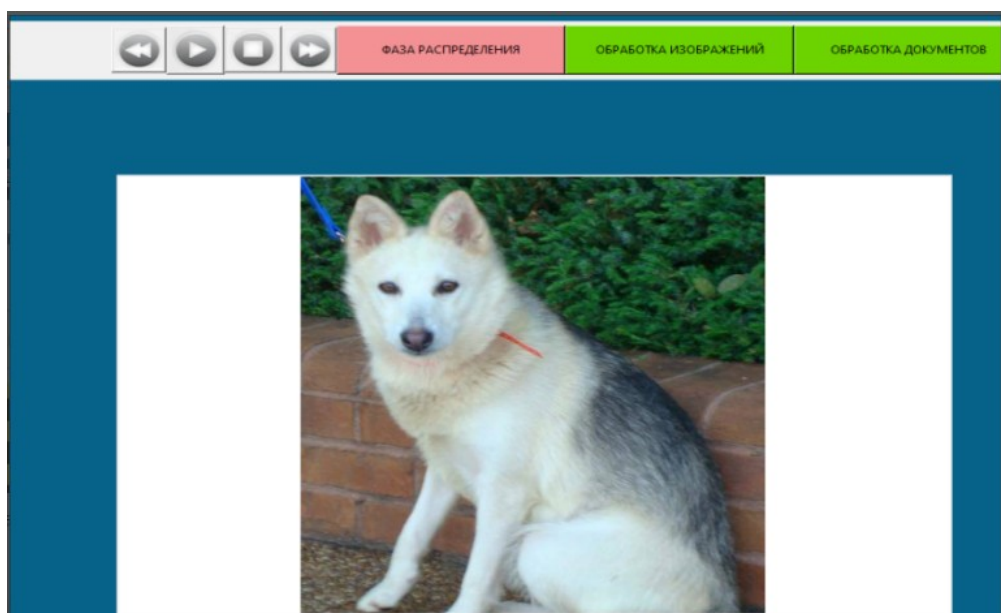 ФАЗА РАСПРЕДЕЛЕНИЯ
ОБРАБОТКА ИЗОБРАЖЕНИЙ
ОБРАБОТКА ДОКУМЕНТОВ